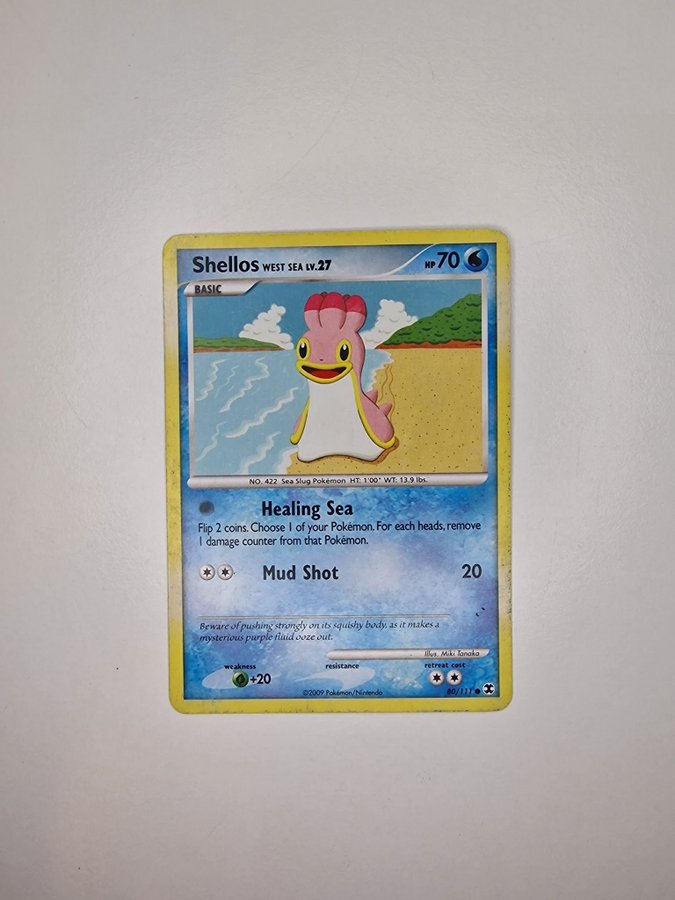 Shellos WEST SEA LV.27 HP 70
BASIC
NO. 422 Sea Slug Pokémon HT: 1'00" WT: 13.9 lbs.
Healing Sea
Flip 2 coins. Choose 1 of your Pokémon. For each heads, remove
1 damage counter from that Pokémon.
Mud Shot 20
Beware of pushing strongly on its squishy body, as it makes a
mysterious purple fluid ooze out.
Illus. Miki Tanaka
weakness resistance retreat cost
+20
©2009 Pokémon/Nintendo 80/111